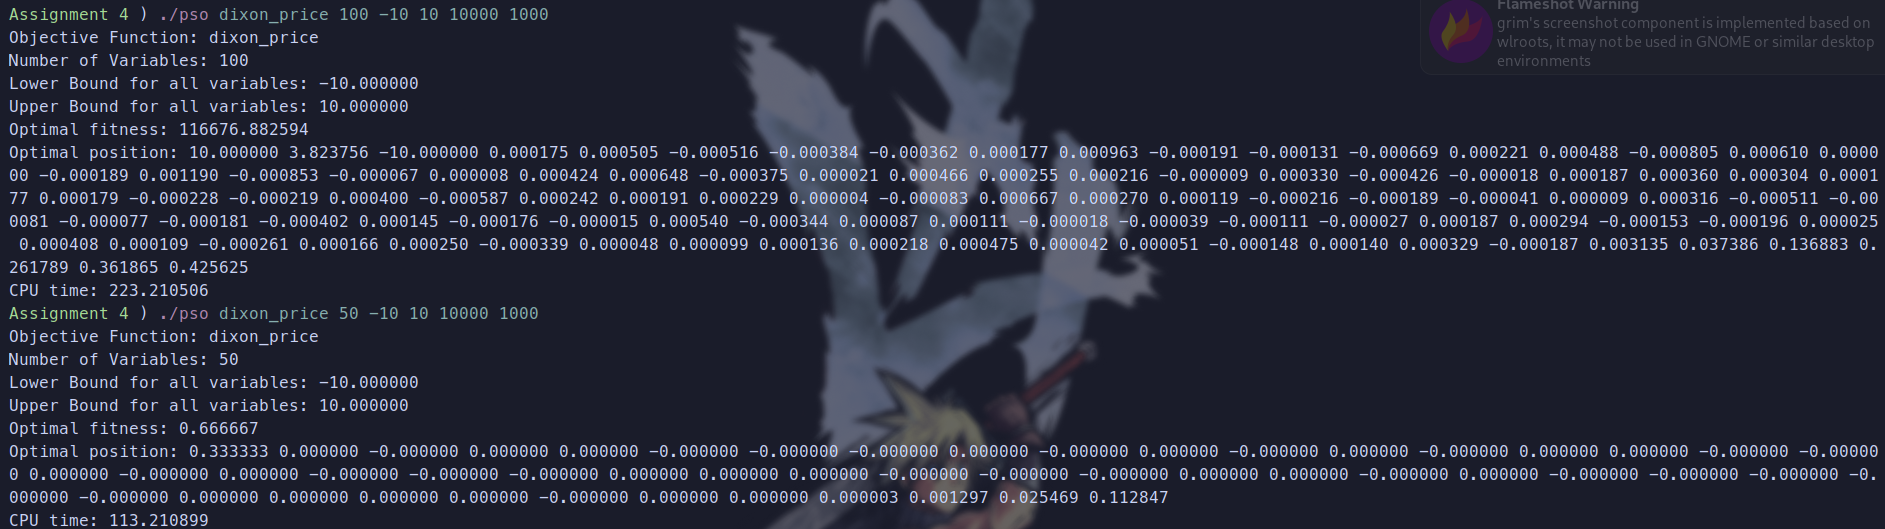 Assignment 4 ) ./pso dixon_price 100 -10 10 10000 1000
Objective Function: dixon_price
Number of Variables: 100
Lower Bound for all variables: -10.000000
Upper Bound for all variables: 10.000000
Optimal fitness: 116676.882594
Optimal position: 10.000000 3.823756 -10.000000 0.000175 0.000505 -0.000516 -0.000384 -0.000362 0.000177 0.000963 -0.000191 -0.000131 -0.000669 0.000221 0.000488 -0.000805 0.000610 0.0000
00 -0.000189 0.001190 -0.000853 -0.000067 0.000008 0.000424 0.000648 -0.000375 0.000021 0.000466 0.000255 0.000216 -0.000009 0.000330 -0.000426 -0.000018 0.000187 0.000360 0.000304 0.0001
77 0.000179 -0.000228 -0.000219 0.000400 -0.000587 0.000242 0.000191 0.000229 0.000004 -0.000083 0.000667 0.000270 0.000119 -0.000216 -0.000189 -0.000041 0.000009 0.000316 -0.000511 -0.00
0081 -0.000077 -0.000181 -0.000402 0.000145 -0.000176 -0.000015 0.000540 -0.000344 0.000087 0.000111 -0.000018 -0.000039 -0.000111 -0.000027 0.000187 0.000294 -0.000153 -0.000196 0.000025
0.000408 0.000109 -0.000261 0.000166 0.000250 -0.000339 0.000048 0.000099 0.000136 0.000218 0.000475 0.000042 0.000051 -0.000148 0.000140 0.000329 -0.000187 0.003135 0.037386 0.136883 0.
261789 0.361865 0.425625
CPU time: 223.210506
Assignment 4 ) ./pso dixon_price 50 -10 10 10000 1000
Objective Function: dixon_price
Number of Variables: 50
Lower Bound for all variables: -10.000000
Upper Bound for all variables: 10.000000
Optimal fitness: 0.666667
Optimal position: 0.333333 0.000000 -0.000000 0.000000 0.000000 -0.000000 -0.000000 -0.000000 0.000000 -0.000000 0.000000 -0.000000 0.000000 -0.000000 0.000000 0.000000 -0.000000 -0.00000
0 0.000000 -0.000000 0.000000 -0.000000 -0.000000 -0.000000 0.000000 0.000000 0.000000 -0.000000 -0.000000 -0.000000 0.000000 0.000000 -0.000000 0.000000 -0.000000 -0.000000 -0.000000 -0.
000000 -0.000000 0.000000 0.000000 0.000000 0.000000 -0.000000 0.000000 0.000000 0.000003 0.001297 0.025469 0.112847
CPU time: 113.210899
Flameshot Warning
grim's screenshot component is implemented based on
wlroots, it may not be used in GNOME or similar desktop
environments